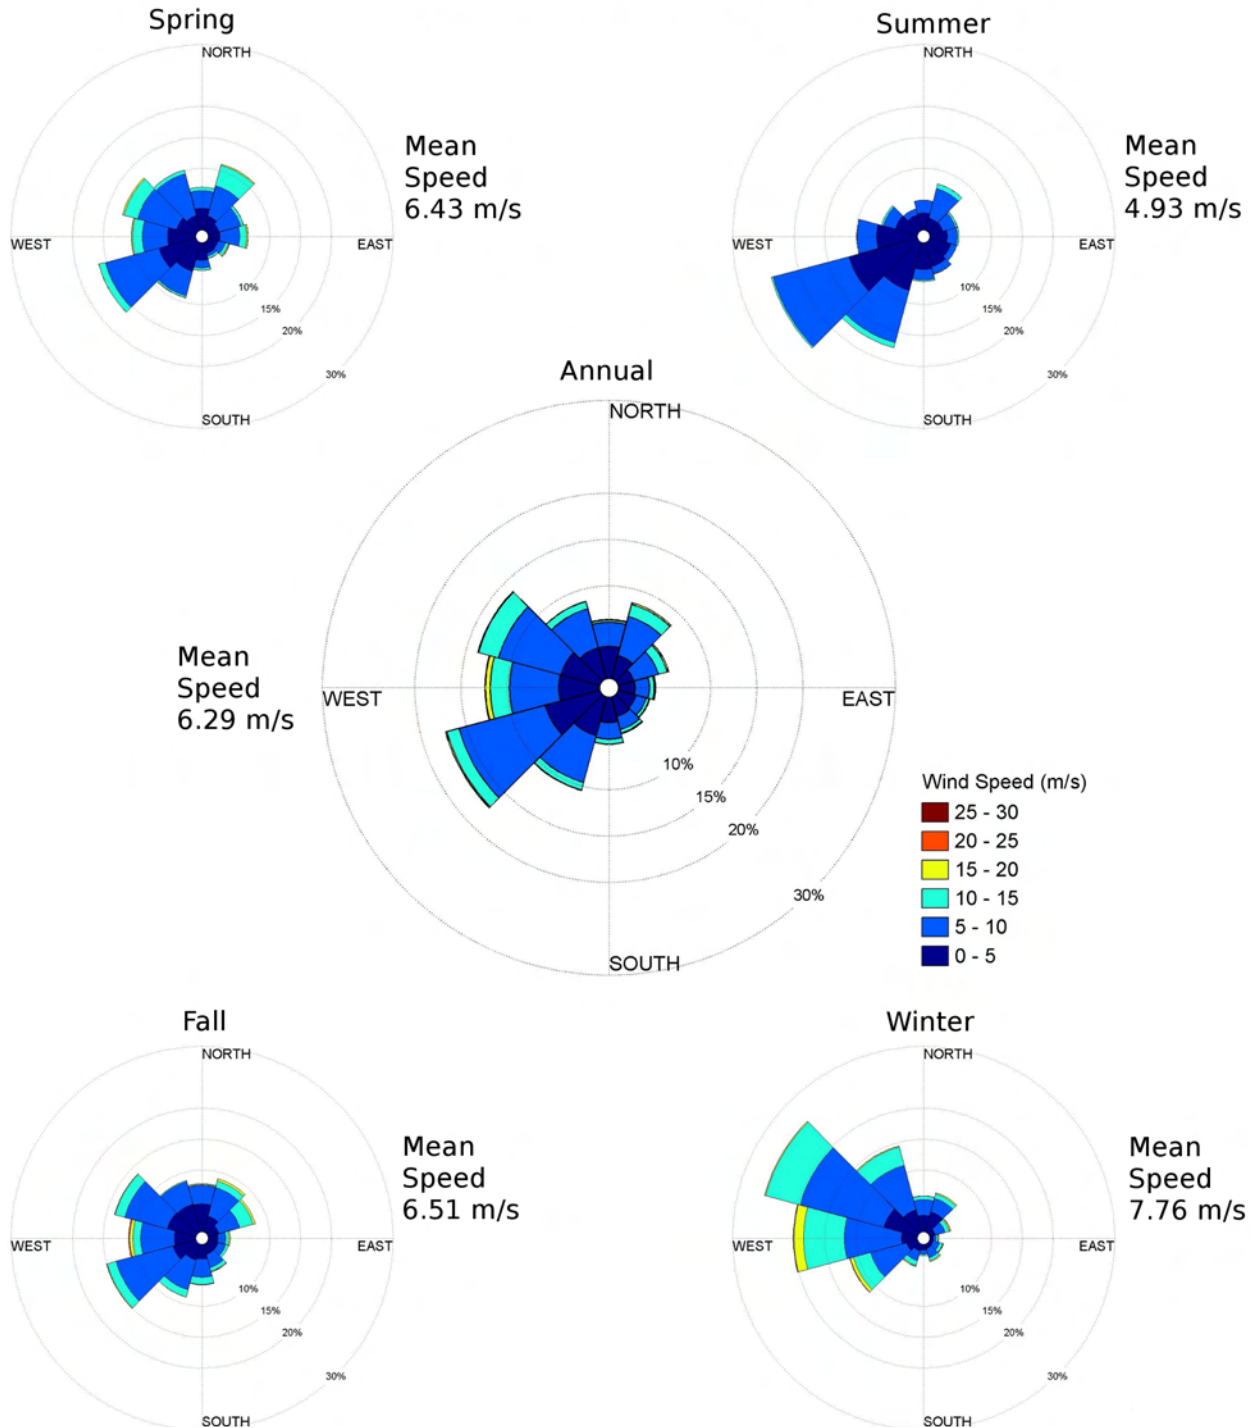 Spring
NORTH
Mean
Speed
6.43 m/s
WEST
EAST
10%
15%
20%
30%
SOUTH
Summer
NORTH
Mean
Speed
4.93 m/s
WEST
EAST
10%
15%
20%
30%
SOUTH
Annual
NORTH
Mean
Speed
6.29 m/s
WEST
EAST
10%
15%
20%
30%
SOUTH
Wind Speed (m/s)
25 - 30
20 - 25
15 - 20
10 - 15
5 - 10
0 - 5
Fall
NORTH
Mean
Speed
6.51 m/s
WEST
EAST
10%
15%
20%
30%
SOUTH
Winter
NORTH
Mean
Speed
7.76 m/s
WEST
EAST
10%
15%
20%
30%
SOUTH